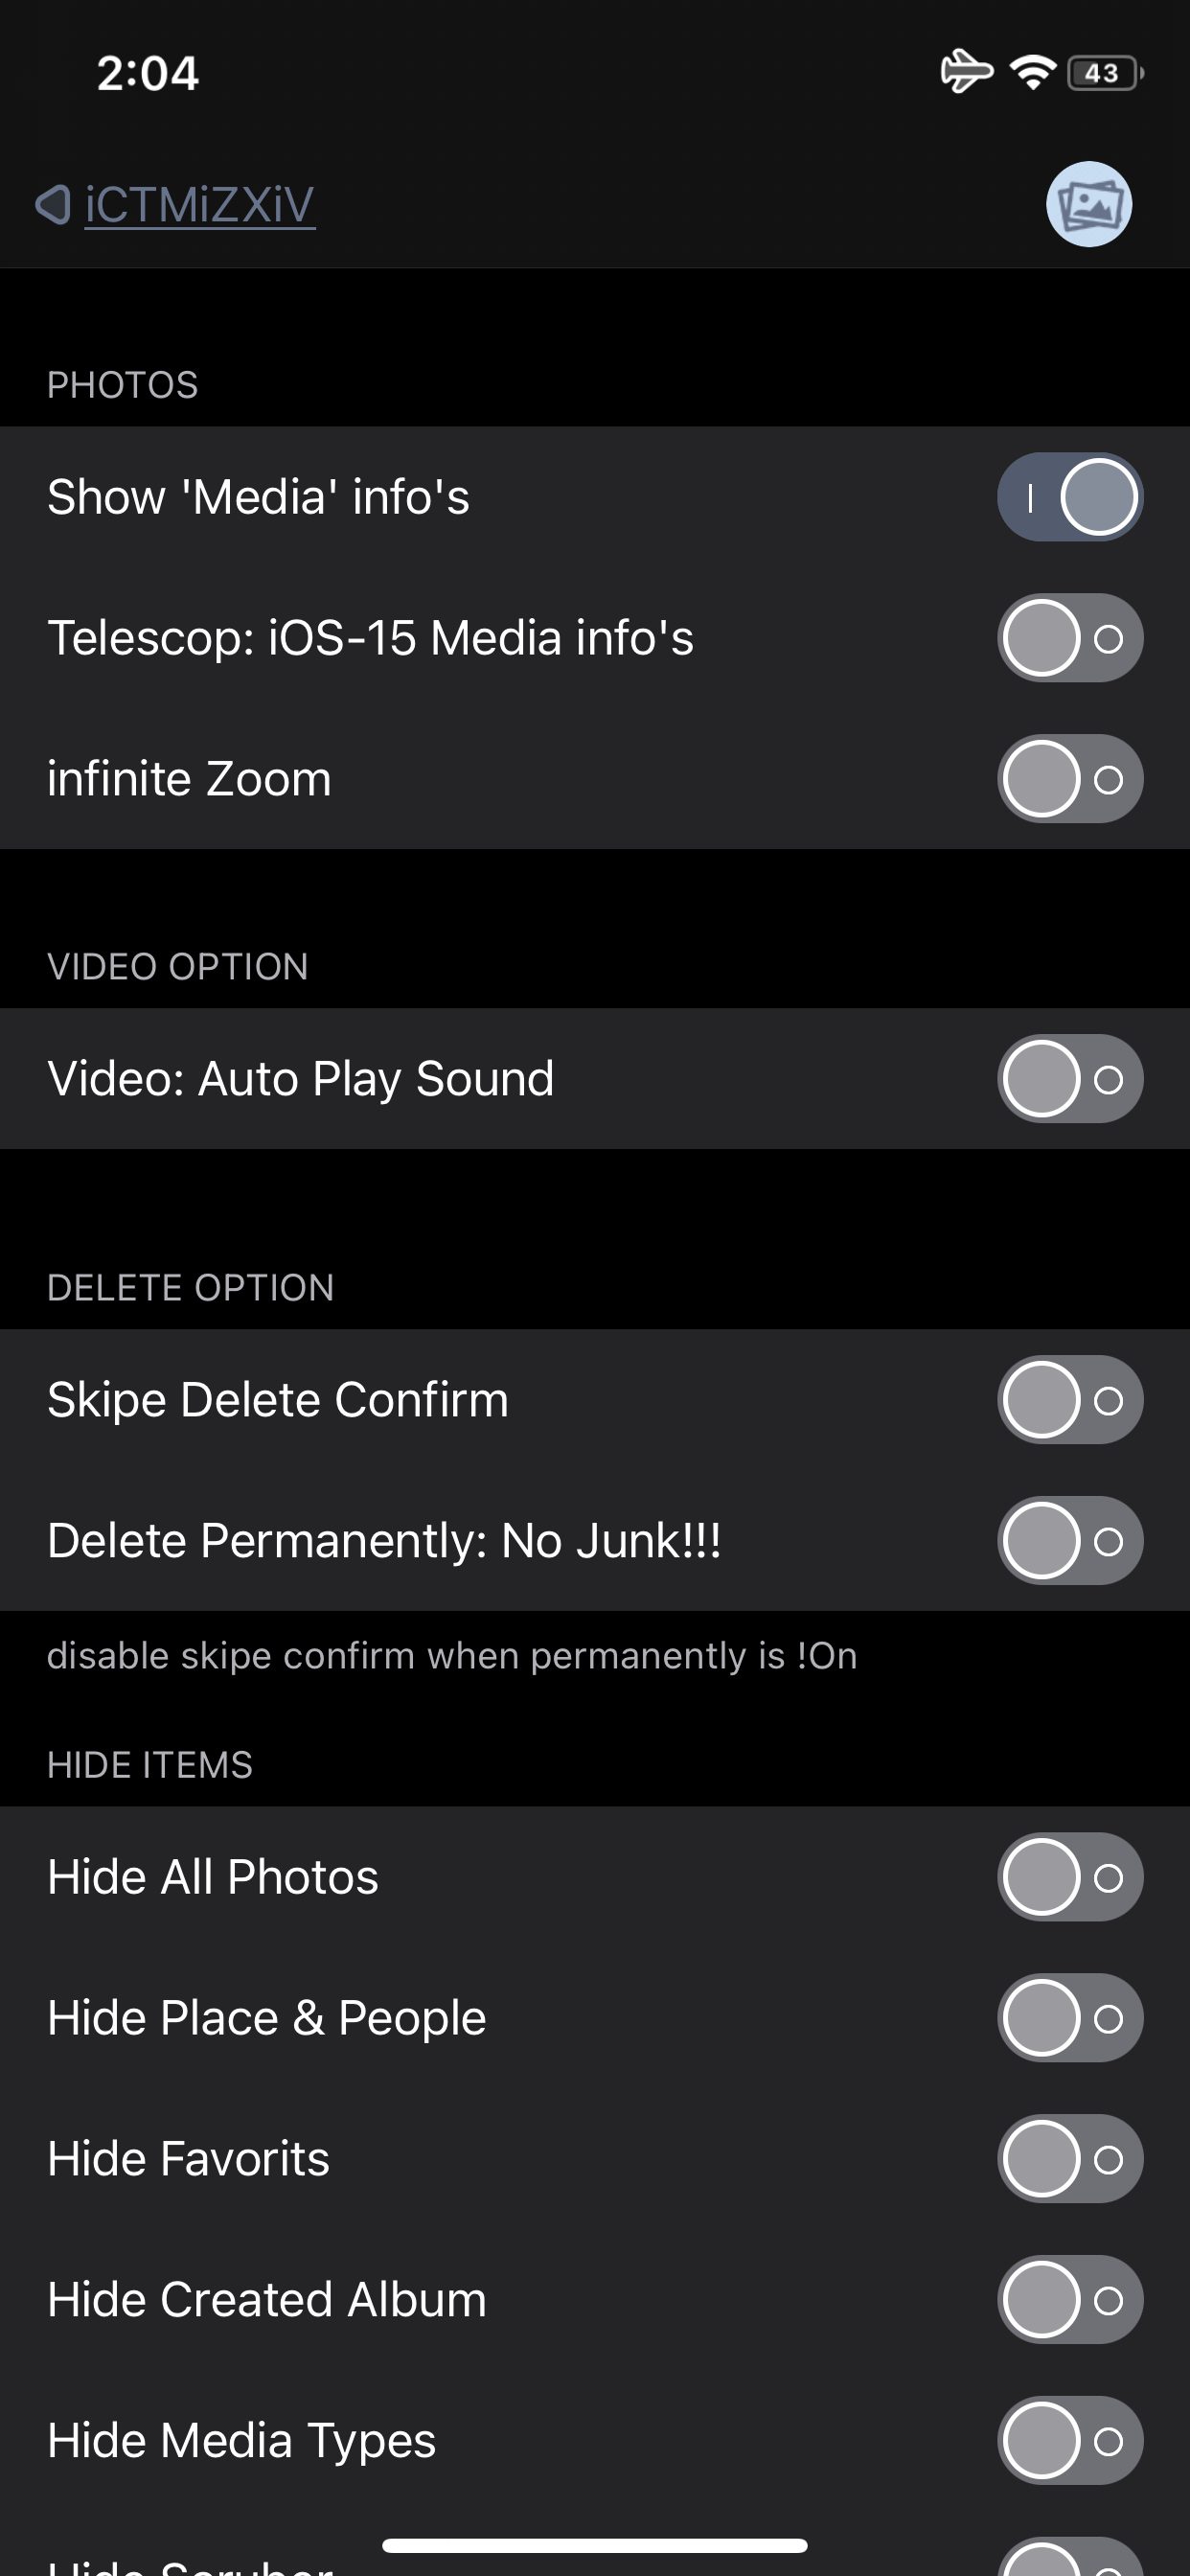 2:04
43
iCTMiZXiV
PHOTOS
Show 'Media' info's
Telescop: iOS-15 Media info's
infinite Zoom
VIDEO OPTION
Video: Auto Play Sound
DELETE OPTION
Skipe Delete Confirm
Delete Permanently: No Junk!!!
disable skipe confirm when permanently is !On
HIDE ITEMS
Hide All Photos
Hide Place & People
Hide Favorits
Hide Created Album
Hide Media Types